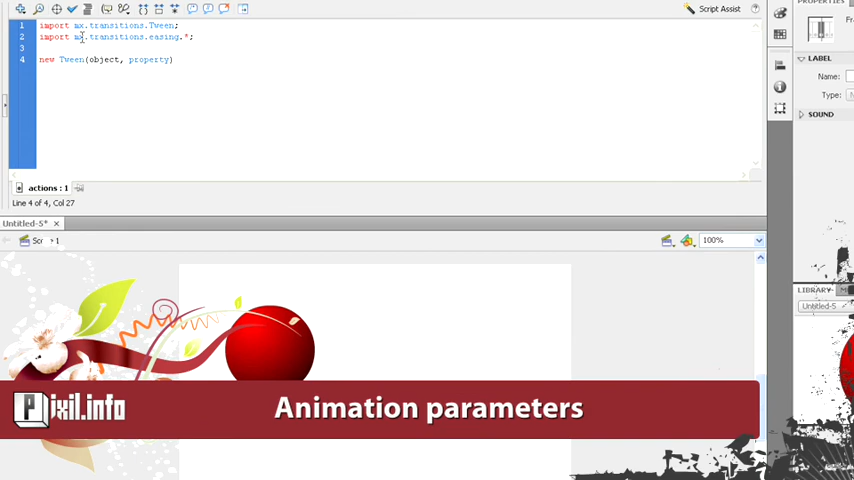 Script Assist
PROPERTIES
1 import mx.transitions.Tween;
2 import mx.transitions.easing.*;
3
4 new Tween(object, property)
LABEL
Name:
Type:
SOUND
actions : 1
Line 4 of 4, Col 27
Untitled-5*
100%
LIBRARY
Untitled-5
Pixil.info
Animation parameters